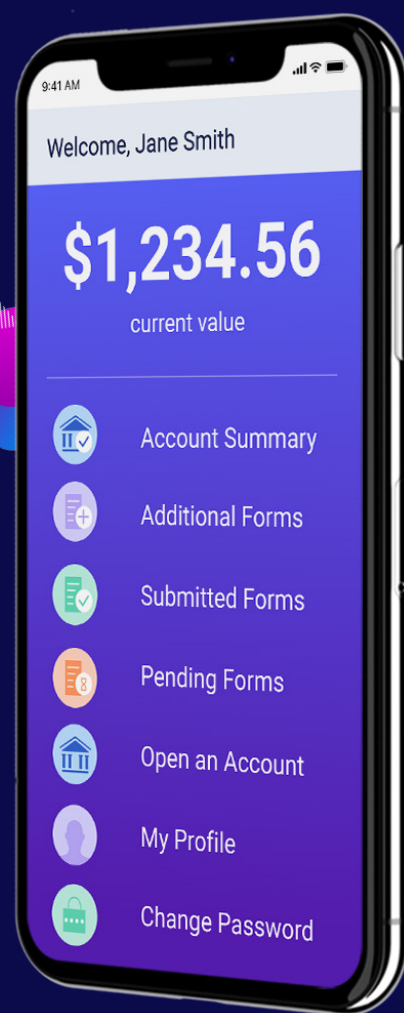 9:41 AM
Welcome, Jane Smith
$1,234.56
current value
Account Summary
Additional Forms
Submitted Forms
Pending Forms
Open an Account
My Profile
Change Password